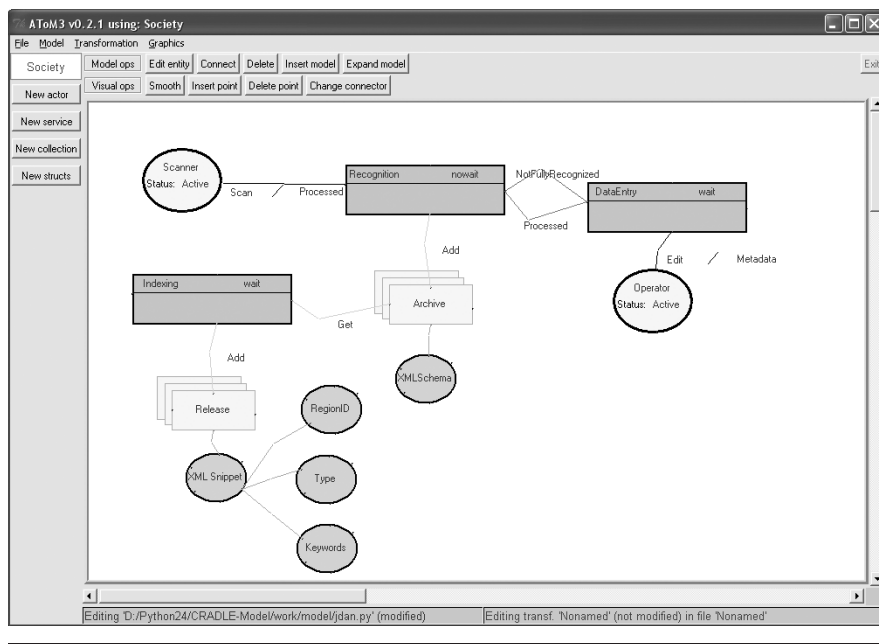 AToM3 v0.2.1 using: Society
File Model Transformation Graphics
Society
Model ops Edit entity Connect Delete Insert model Expand model
Exit
Visual ops Smooth Insert point Delete point Change connector
New actor
New service
New collection
New structs
Scanner
Status: Active
Scan
Processed
Recognition nowait
NotFullyRecognized
Processed
DataEntry wait
Edit
Metadata
Operator
Status: Active
Add
Indexing wait
Archive
Get
Add
XMLSchema
Release
RegionID
XML Snippet
Type
Keywords
Editing 'D:/Python24/CRADLE-Model/work/model/jdan.py' (modified)
Editing transf. 'Nonamed' (not modified) in file 'Nonamed'